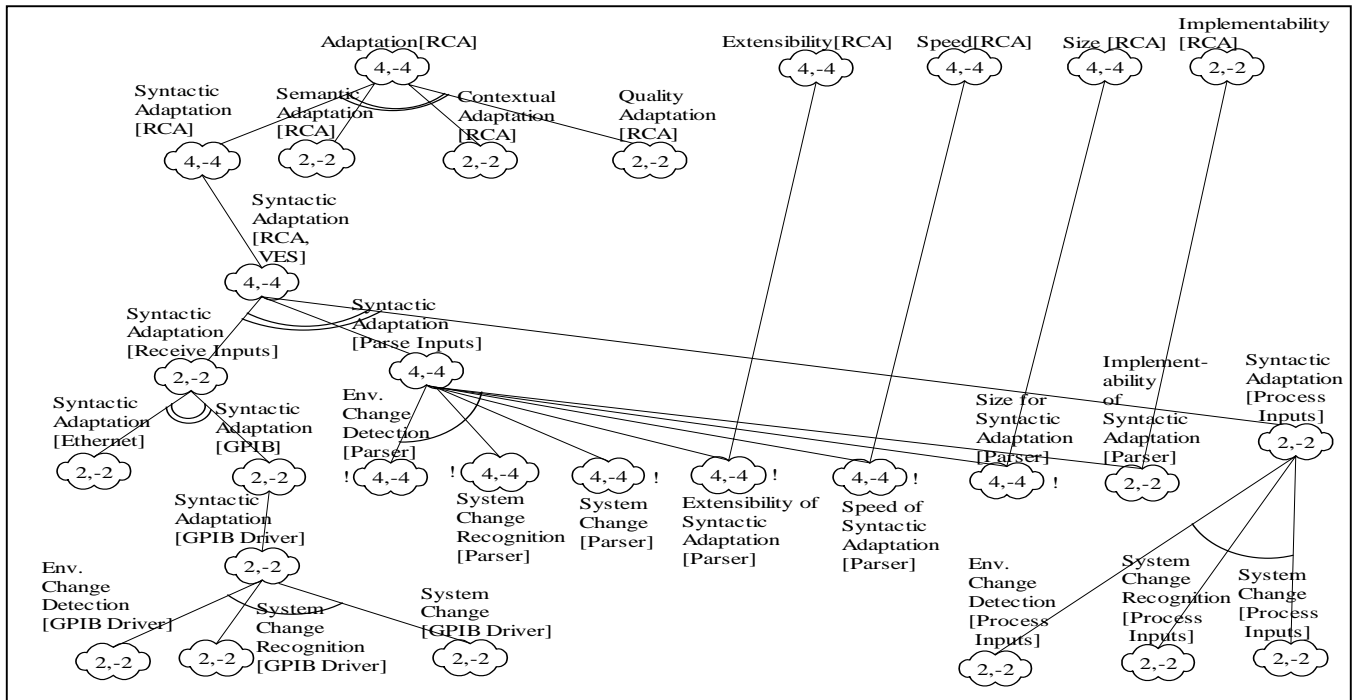 Adaptation[RCA]
4,-4
Extensibility[RCA]
4,-4
Speed[RCA]
4,-4
Size [RCA]
4,-4
Implementability
[RCA]
2,-2
Syntactic
Adaptation
[RCA]
4,-4
Semantic
Adaptation
[RCA]
2,-2
Contextual
Adaptation
[RCA]
2,-2
Quality
Adaptation
[RCA]
2,-2
Syntactic
Adaptation
[RCA,
VES]
4,-4
Syntactic
Adaptation
[Receive Inputs]
2,-2
Syntactic
Adaptation
[Parse Inputs]
4,-4
Syntactic
Adaptation
[Process
Inputs]
2,-2
Syntactic
Adaptation
[Ethernet]
2,-2
Syntactic
Adaptation
[GPIB]
2,-2
Env.
Change
Detection
[Parser]
! 4,-4
! 4,-4
System
Change
Recognition
[Parser]
4,-4 !
System
Change
[Parser]
4,-4 !
Extensibility of
Syntactic
Adaptation
[Parser]
4,-4 !
Speed of
Syntactic
Adaptation
[Parser]
Size for
Syntactic
Adaptation
[Parser]
4,-4 !
Implement-
ability
of
Syntactic
Adaptation
[Parser]
2,-2
Syntactic
Adaptation
[GPIB Driver]
2,-2
Env.
Change
Detection
[GPIB Driver]
2,-2
System
Change
Recognition
[GPIB Driver]
2,-2
System
Change
[GPIB Driver]
2,-2
Env.
Change
Detection
[Process
Inputs]
2,-2
System
Change
Recognition
[Process
Inputs]
2,-2
System
Change
[Process
Inputs]
2,-2